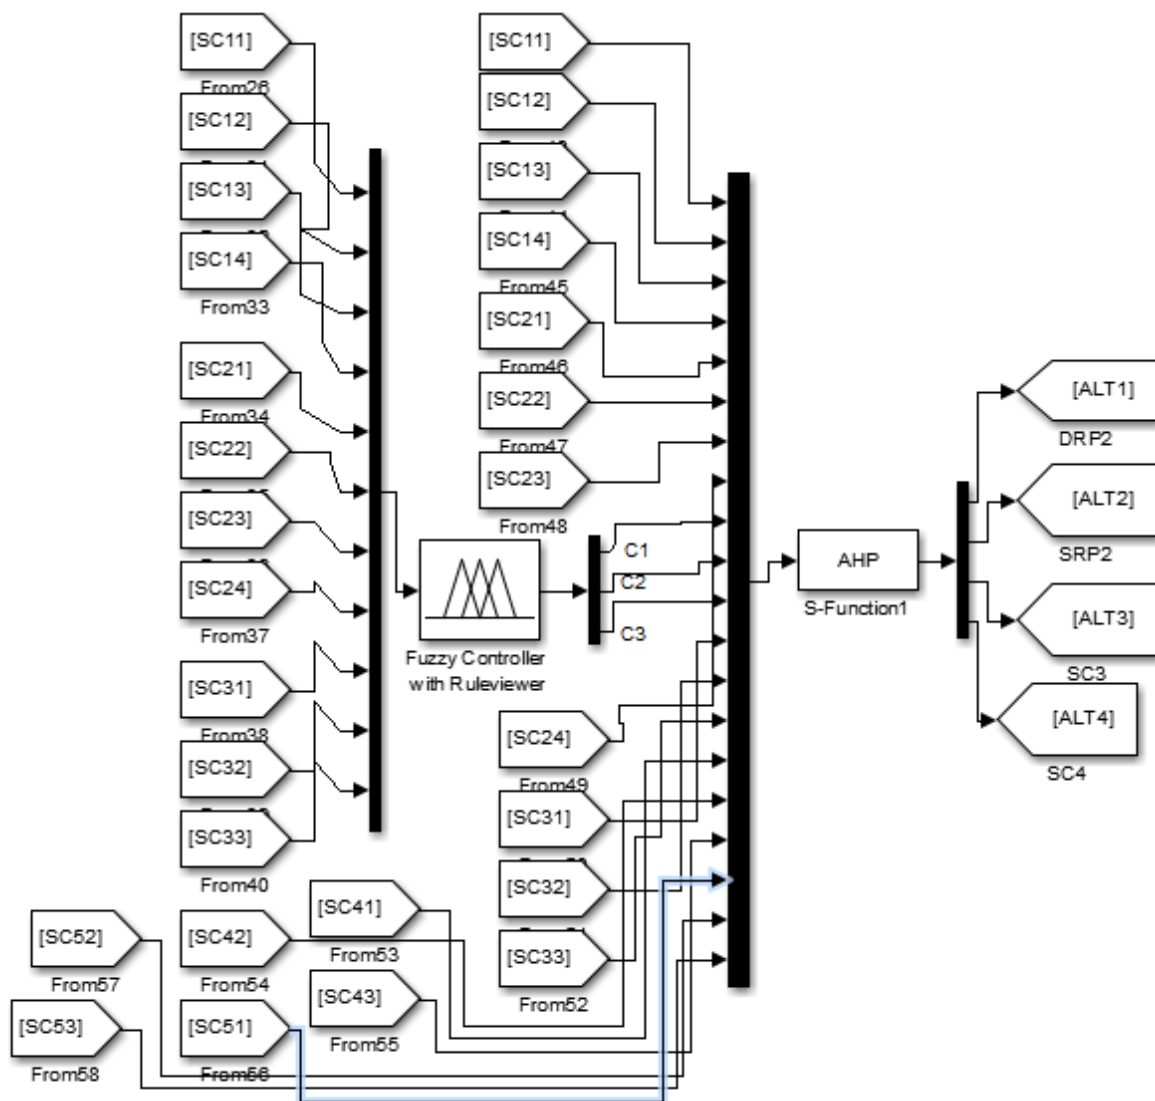 [SC11]
From26
[SC12]
[SC13]
[SC14]
From33
[SC21]
From34
[SC22]
[SC23]
[SC24]
From37
[SC31]
From38
[SC32]
[SC33]
From40
[SC11]
[SC12]
[SC13]
[SC14]
From45
[SC21]
From46
[SC22]
From47
[SC23]
From48
Fuzzy Controller
with Ruleviewer
C1
C2
C3
[SC24]
From49
[SC31]
[SC32]
[SC33]
From52
[SC41]
From53
[SC42]
From54
[SC43]
From55
[SC51]
From56
[SC52]
From57
[SC53]
From58
AHP
S-Function1
[ALT1]
DRP2
[ALT2]
SRP2
[ALT3]
SC3
[ALT4]
SC4